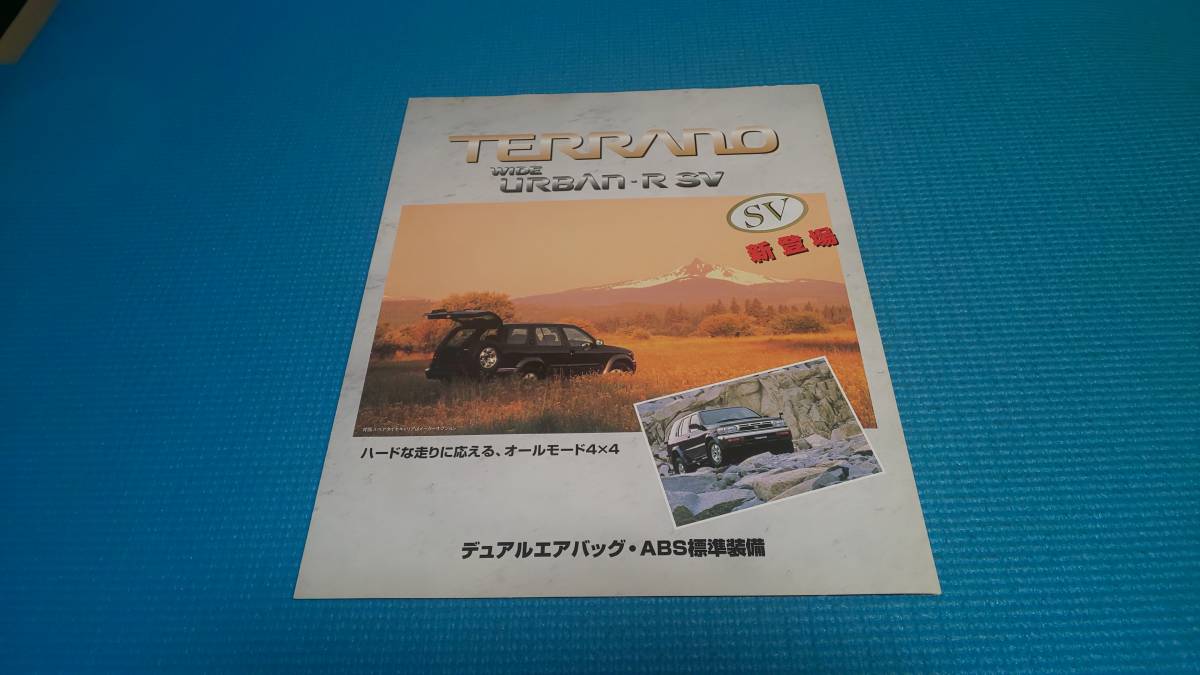 TERRANO
WIDE
URBAN-R SV
SV
新登場
ハードな走りに応える、オールモード4×4
デュアルエアバッグ・ABS標準装備